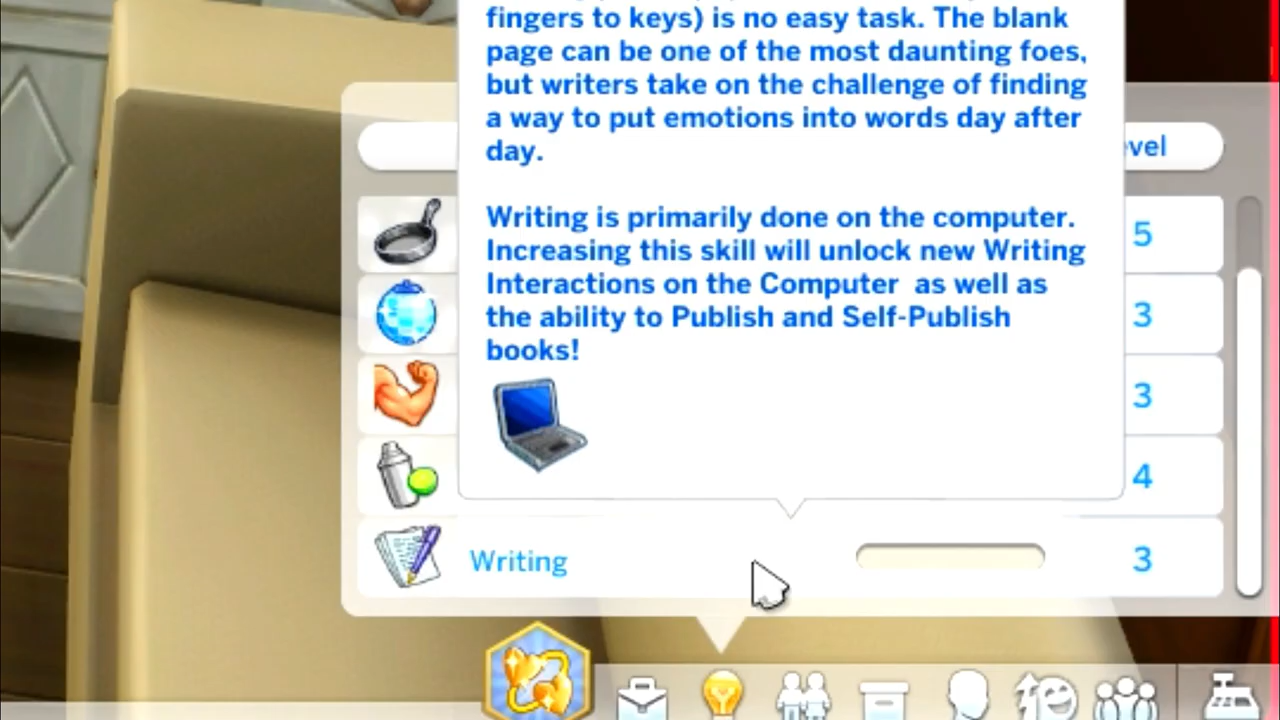 fingers to keys) is no easy task. The blank
page can be one of the most daunting foes,
but writers take on the challenge of finding
a way to put emotions into words day after
day.
evel
Writing is primarily done on the computer.
Increasing this skill will unlock new Writing
Interactions on the Computer as well as
the ability to Publish and Self-Publish
books!
5
3
3
4
Writing
3